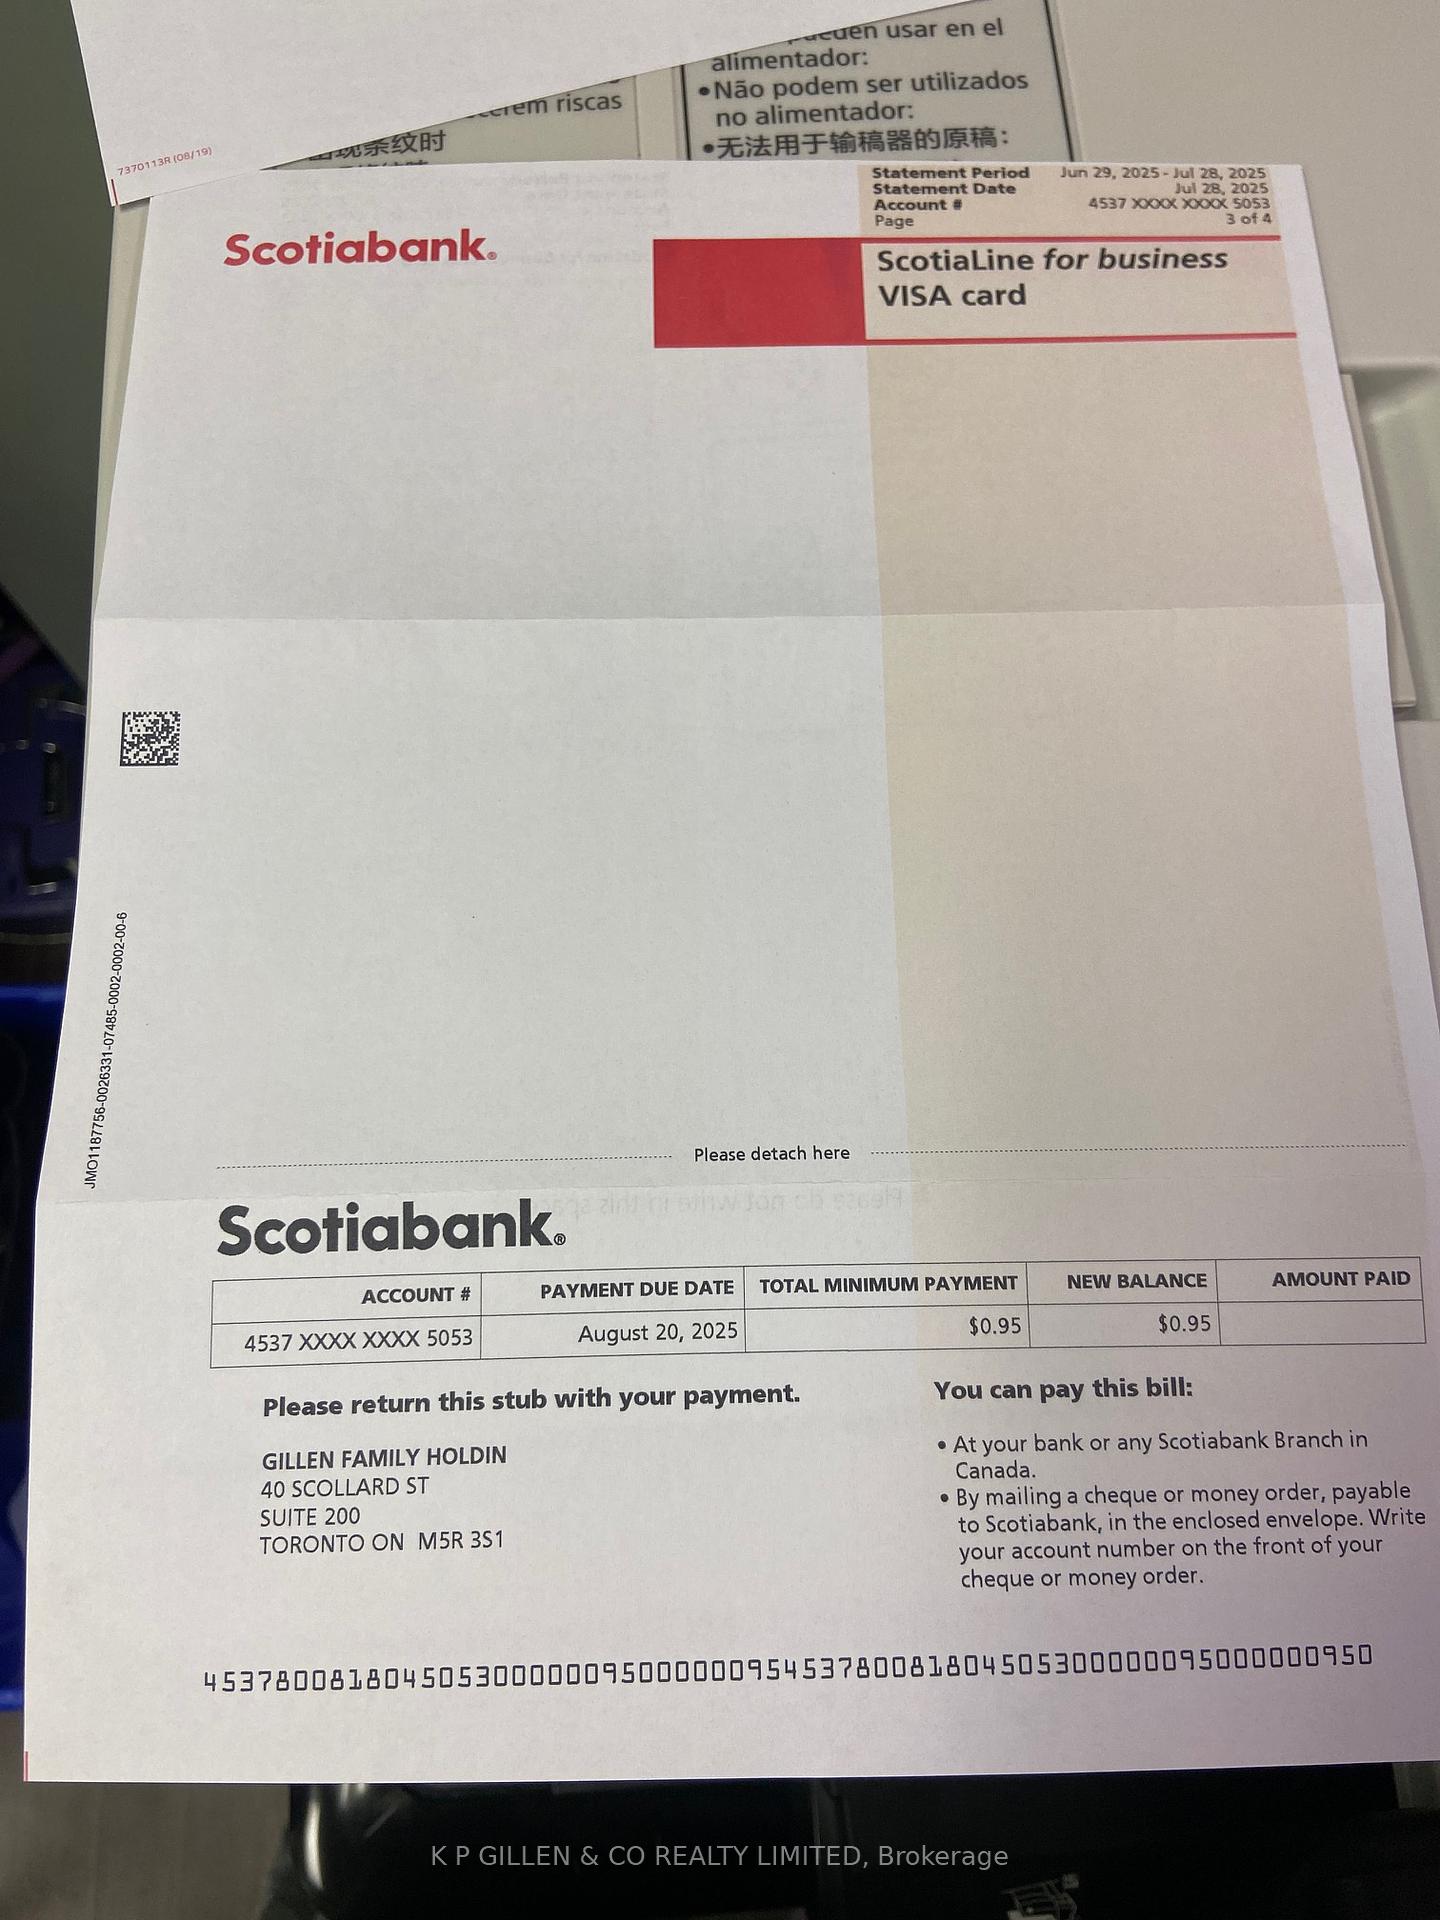 pueden usar en el
alimentador:
•Não podem ser utilizados
no alimentador:
•无法用于输稿器的原稿：
riscas
现条纹时
7370113R (08/19)
Statement Period Jun 29, 2025 - Jul 28, 2025
Statement Date Jul 28, 2025
Account # 4537 XXXX XXXX 5053
Page 3 of 4
Scotiabank®
ScotiaLine for business
VISA card
JMO1187756-0026331-07485-0002-0002-00-6
Please detach here
Scotiabank®
ACCOUNT # PAYMENT DUE DATE TOTAL MINIMUM PAYMENT NEW BALANCE AMOUNT PAID
4537 XXXX XXXX 5053 August 20, 2025 $0.95 $0.95
Please return this stub with your payment.
GILLEN FAMILY HOLDIN
40 SCOLLARD ST
SUITE 200
TORONTO ON M5R 3S1
You can pay this bill:
• At your bank or any Scotiabank Branch in
Canada.
• By mailing a cheque or money order, payable
to Scotiabank, in the enclosed envelope. Write
your account number on the front of your
cheque or money order.
45378008180450530000009500000095453780081804505300000095000000950
K P GILLEN & CO REALTY LIMITED, Brokerage